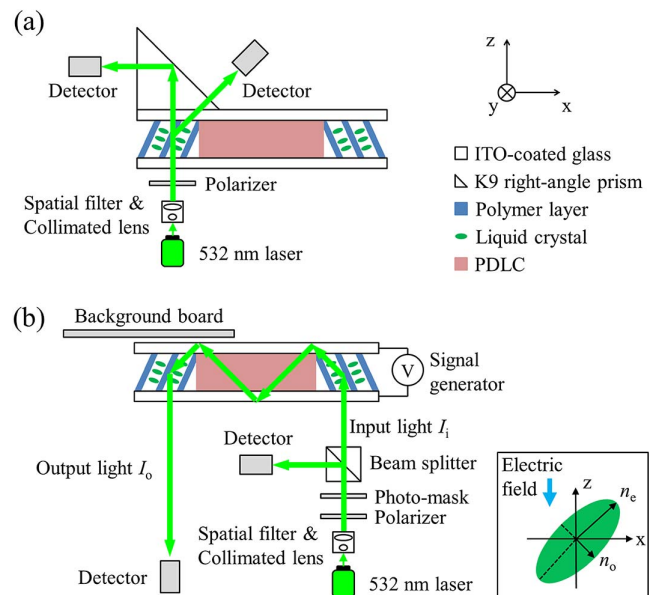 (a)
Detector
Detector
Polarizer
Spatial filter &
Collimated lens
532 nm laser
z
y
x
ITO-coated glass
K9 right-angle prism
Polymer layer
Liquid crystal
PDLC
(b)
Background board
V
Signal
generator
Input light Ii
Detector
Beam splitter
Output light Io
Photo-mask
Polarizer
Spatial filter &
Collimated lens
Detector
532 nm laser
Electric
field
z
ne
x
no